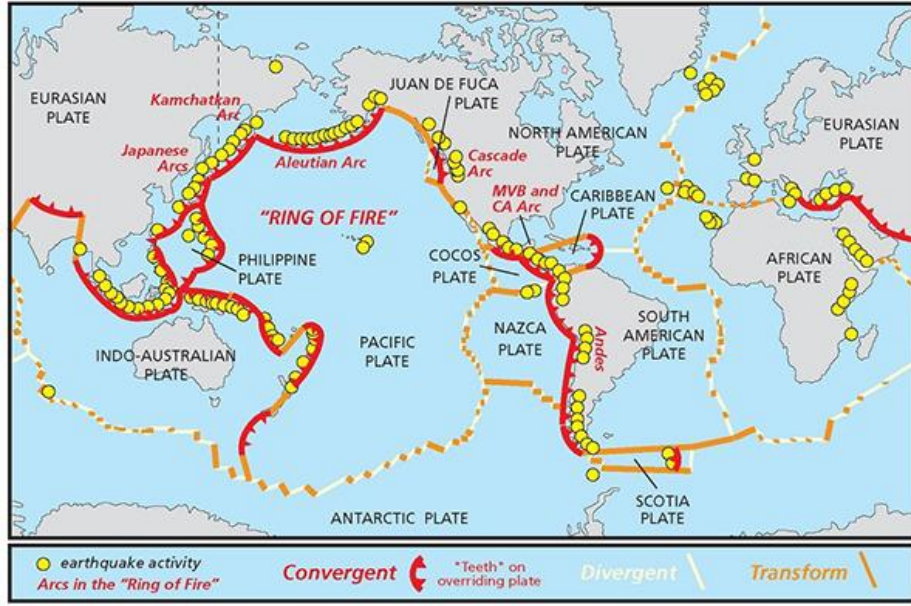 EURASIAN
PLATE
Kamchatkan
Arc
Japanese
Arcs
Aleutian Arc
JUAN DE FUCA
PLATE
NORTH AMERICAN
PLATE
EURASIAN
PLATE
Cascade
Arc
MVB and
CA Arc
CARIBBEAN
PLATE
"RING OF FIRE"
PHILIPPINE
PLATE
COCOS
PLATE
AFRICAN
PLATE
INDO-AUSTRALIAN
PLATE
PACIFIC
PLATE
NAZCA
PLATE
Andes
SOUTH
AMERICAN
PLATE
SCOTIA
PLATE
ANTARCTIC PLATE
earthquake activity
Arcs in the "Ring of Fire"
Convergent
"Teeth" on
overriding plate
Divergent
Transform